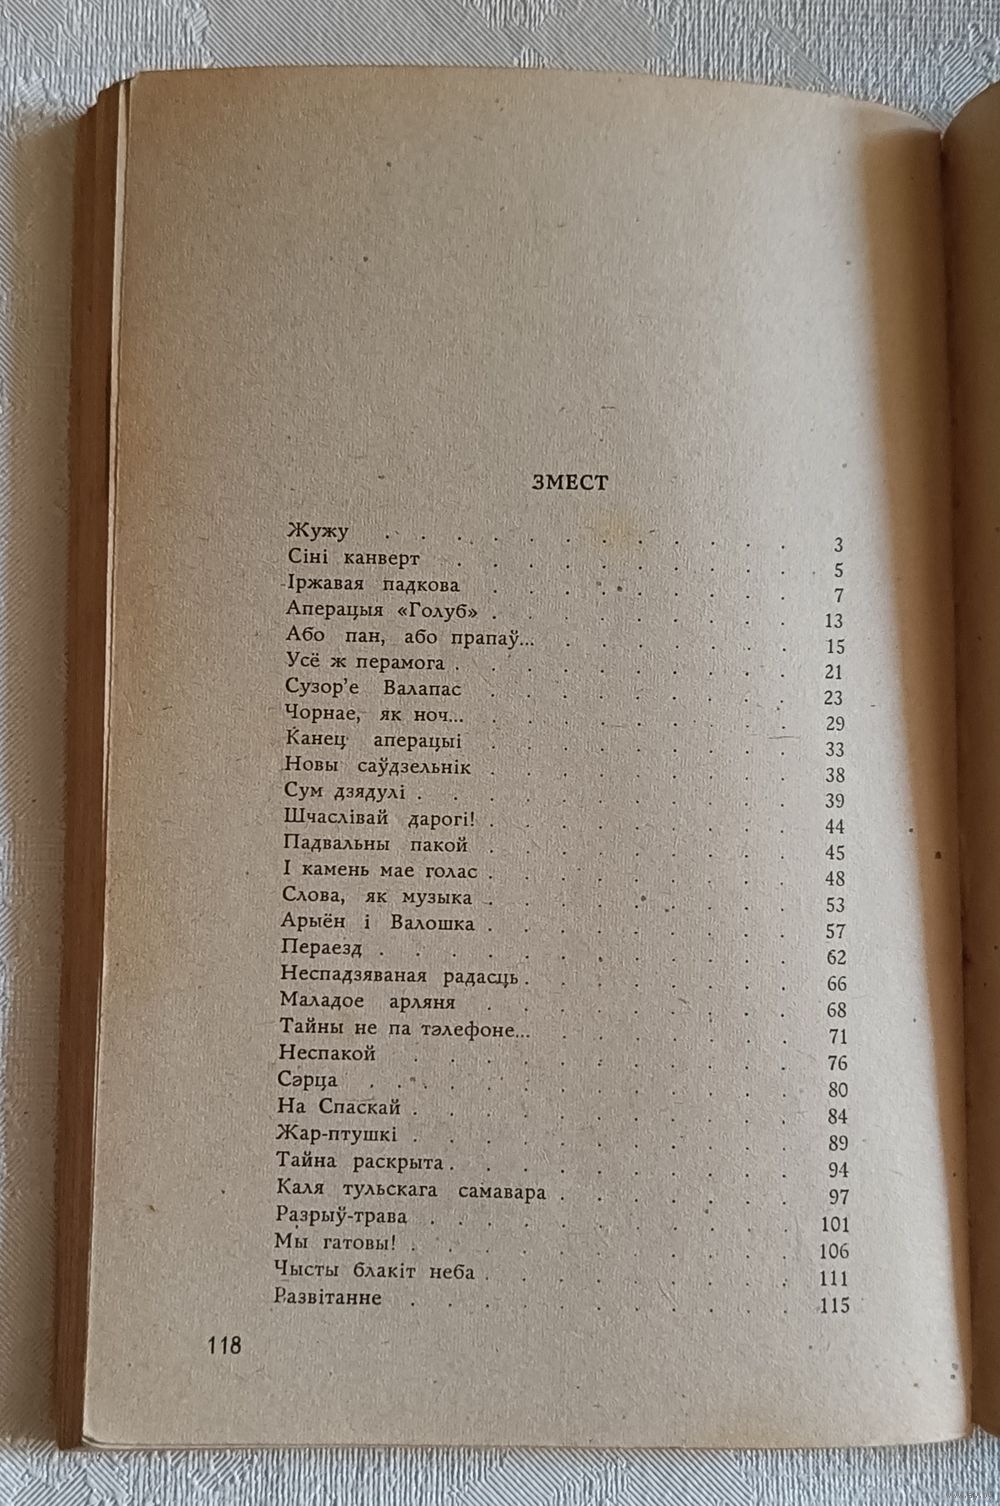 ЗМЕСТ
Жужу . . . . . . . . . . . . 3
Сіні канверт . . . . . . . . . . 5
Іржавая падкова . . . . . . . . . 7
Аперацыя «Голуб» . . . . . . . . . 13
Або пан, або прапаў... . . . . . . . 15
Усё ж перамога . . . . . . . . . . 21
Сузор'е Валапас . . . . . . . . . 23
Чорнае, як ноч... . . . . . . . . . 29
Канец аперацыі . . . . . . . . . 33
Новы саўдзельнік . . . . . . . . . 38
Сум дзядулі . . . . . . . . . . . 39
Шчаслівай дарогі! . . . . . . . . . 44
Падвальны пакой . . . . . . . . . 45
І камень мае голас . . . . . . . . . 48
Слова, як музыка . . . . . . . . . 53
Арыён і Валошка . . . . . . . . . 57
Пераезд . . . . . . . . . . . . 62
Неспадзяваная радасць . . . . . . . . 66
Маладое арляня . . . . . . . . . 68
Тайны не па тэлефоне... . . . . . . . 71
Неспакой . . . . . . . . . . . 76
Сэрца . . . . . . . . . . . . 80
На Спаскай . . . . . . . . . . . 84
Жар-птушкі . . . . . . . . . . . 89
Тайна раскрыта . . . . . . . . . . 94
Каля тульскага самавара . . . . . . . 97
Разрыў-трава . . . . . . . . . . . 101
Мы гатовы! . . . . . . . . . . . 106
Чысты блакіт неба . . . . . . . . . 111
Развітанне . . . . . . . . . . . 115
118